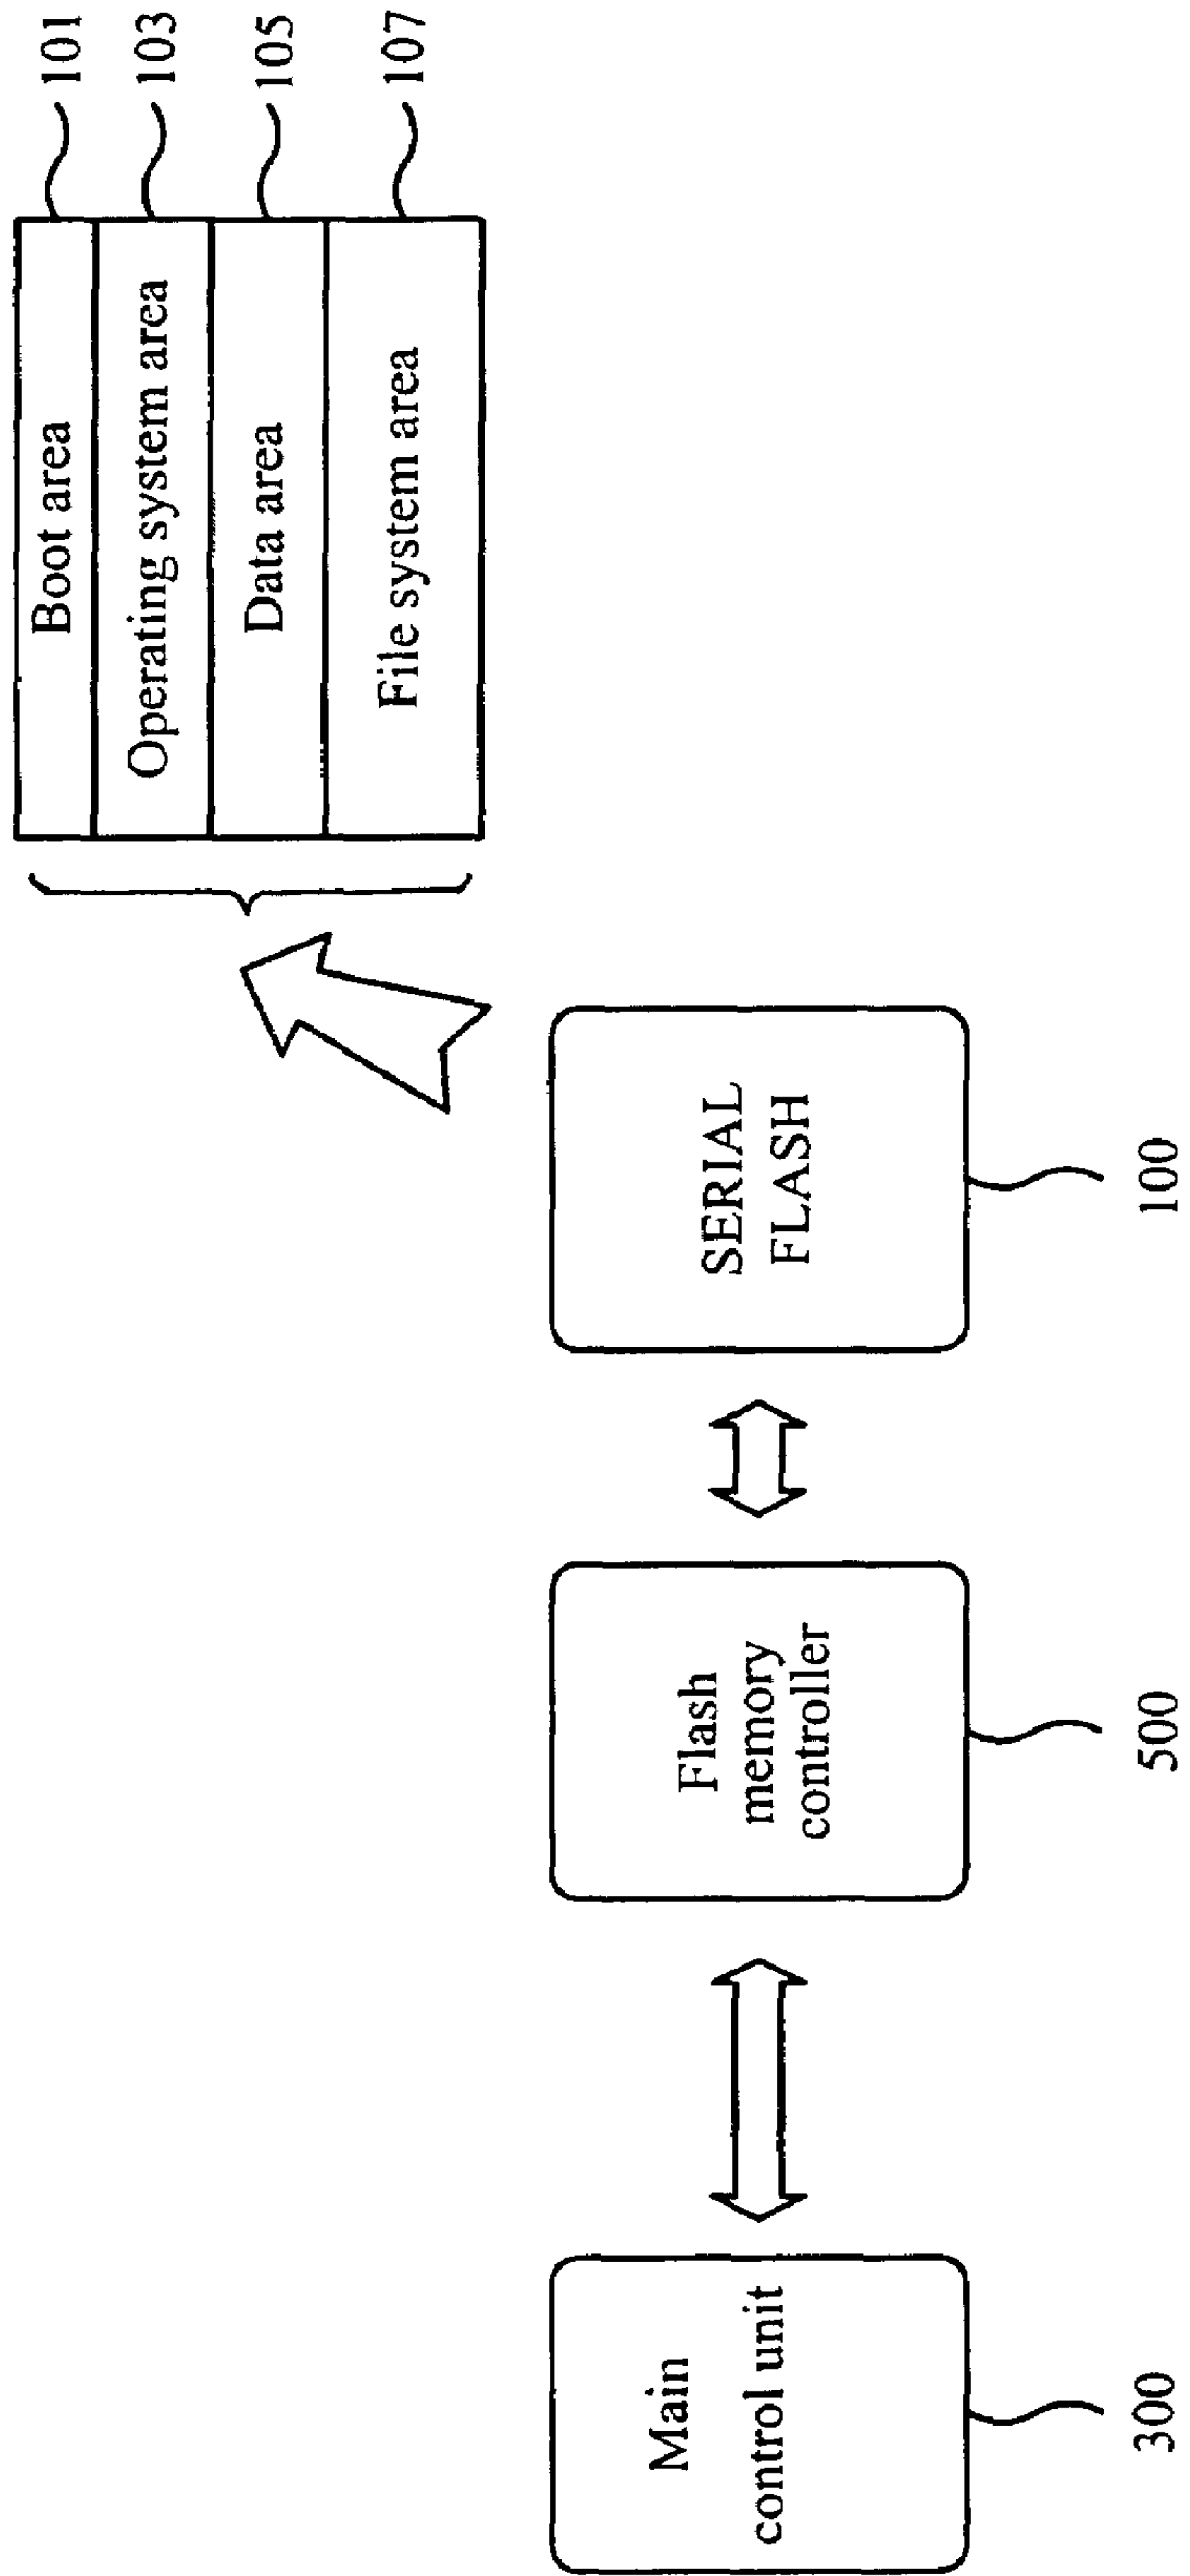 Boot area
101
Operating system area
103
Data area
105
File system area
107
Main
control unit
300
Flash
memory
controller
500
SERIAL
FLASH
100